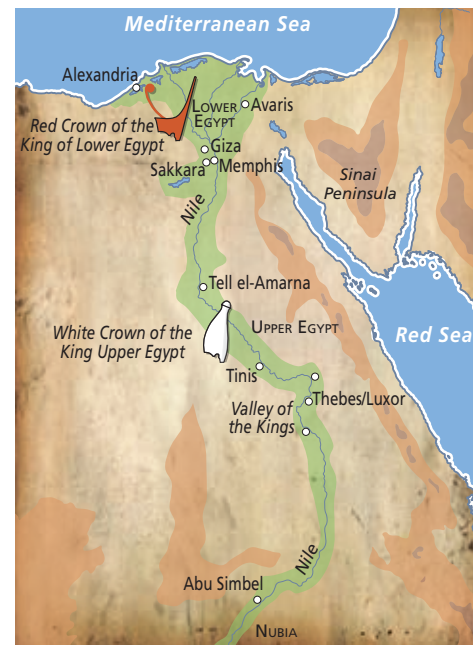 Mediterranean Sea
Alexandria
LOWER
EGYPT
Avaris
Red Crown of the
King of Lower Egypt
Giza
Sakkara
Memphis
Sinai
Peninsula
Nile
Tell el-Amarna
White Crown of the
King Upper Egypt
UPPER EGYPT
Red Sea
Tinis
Thebes/Luxor
Valley of
the Kings
Nile
Abu Simbel
NUBIA